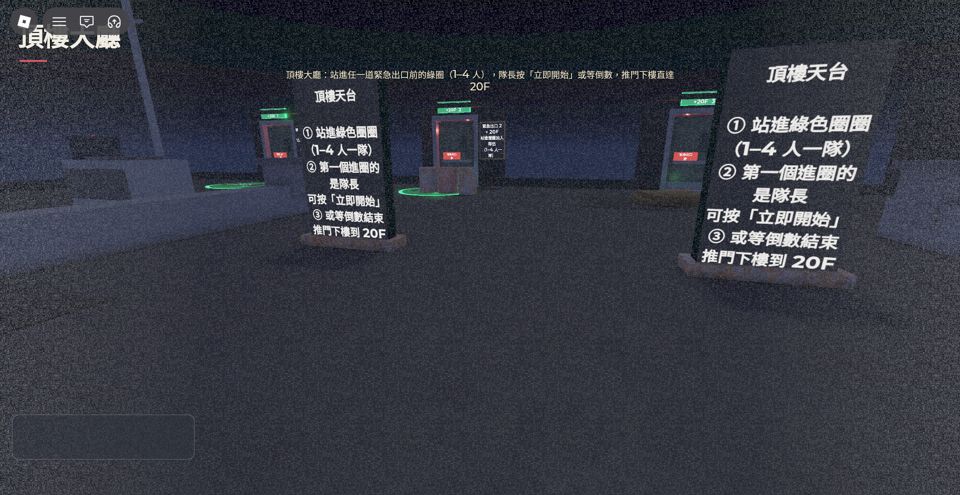 頂樓大廳
頂樓大廳：站進任一道緊急出口前的綠圈（1–4 人），隊長按「立即開始」或等倒數，推門下樓直達
20F
頂樓天台
① 站進綠色圈圈
（1–4 人一隊）
② 第一個進圈的
是隊長
可按「立即開始」
③ 或等倒數結束
推門下樓到 20F
緊急出口 2
→ 20F
頂樓天台
① 站進綠色圈圈
（1–4 人一隊）
② 第一個進圈的
是隊長
可按「立即開始」
③ 或等倒數結束
推門下樓到 20F